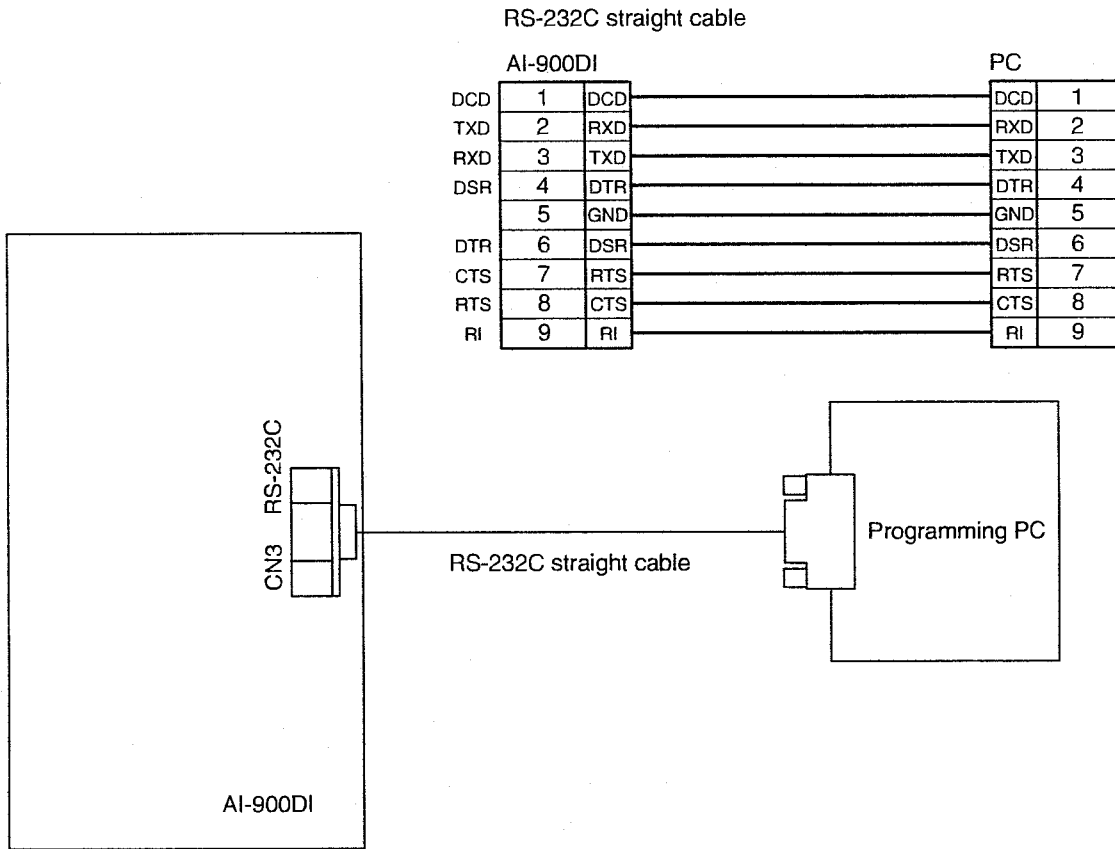 RS-232C straight cable
AI-900DI PC
DCD 1 DCD DCD 1
TXD 2 RXD RXD 2
RXD 3 TXD TXD 3
DSR 4 DTR DTR 4
5 GND GND 5
DTR 6 DSR DSR 6
CTS 7 RTS RTS 7
RTS 8 CTS CTS 8
RI 9 RI RI 9
CN3 RS-232C
RS-232C straight cable
Programming PC
AI-900DI